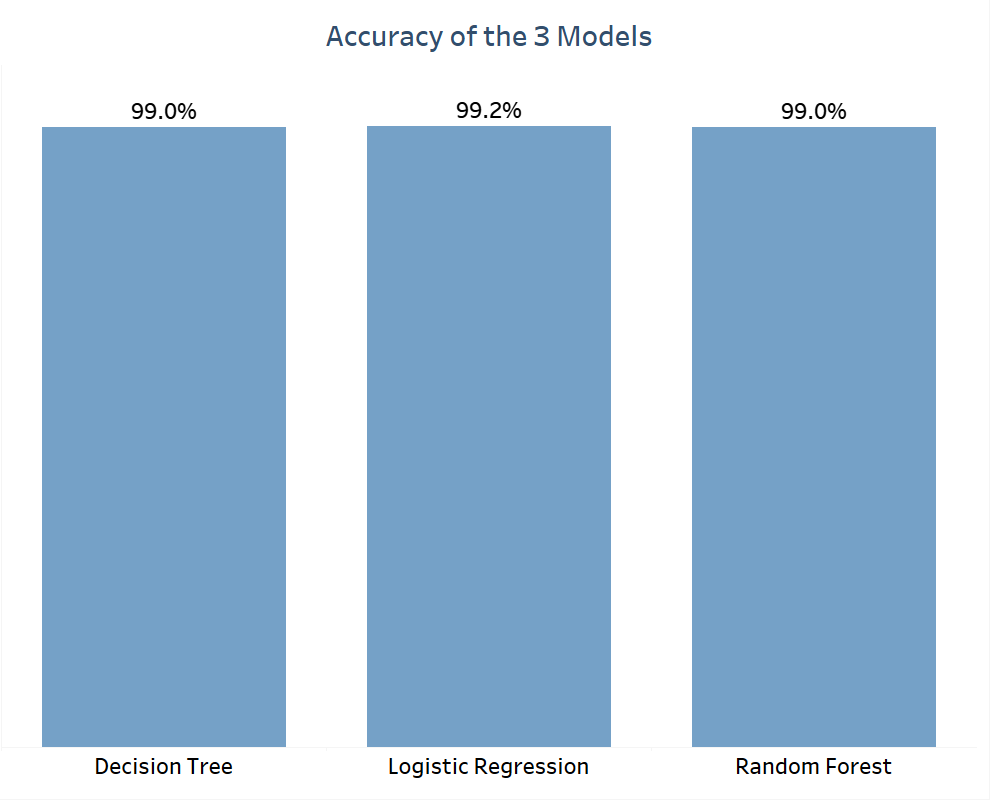 Accuracy of the 3 Models
99.0%
99.2%
99.0%
Decision Tree
Logistic Regression
Random Forest